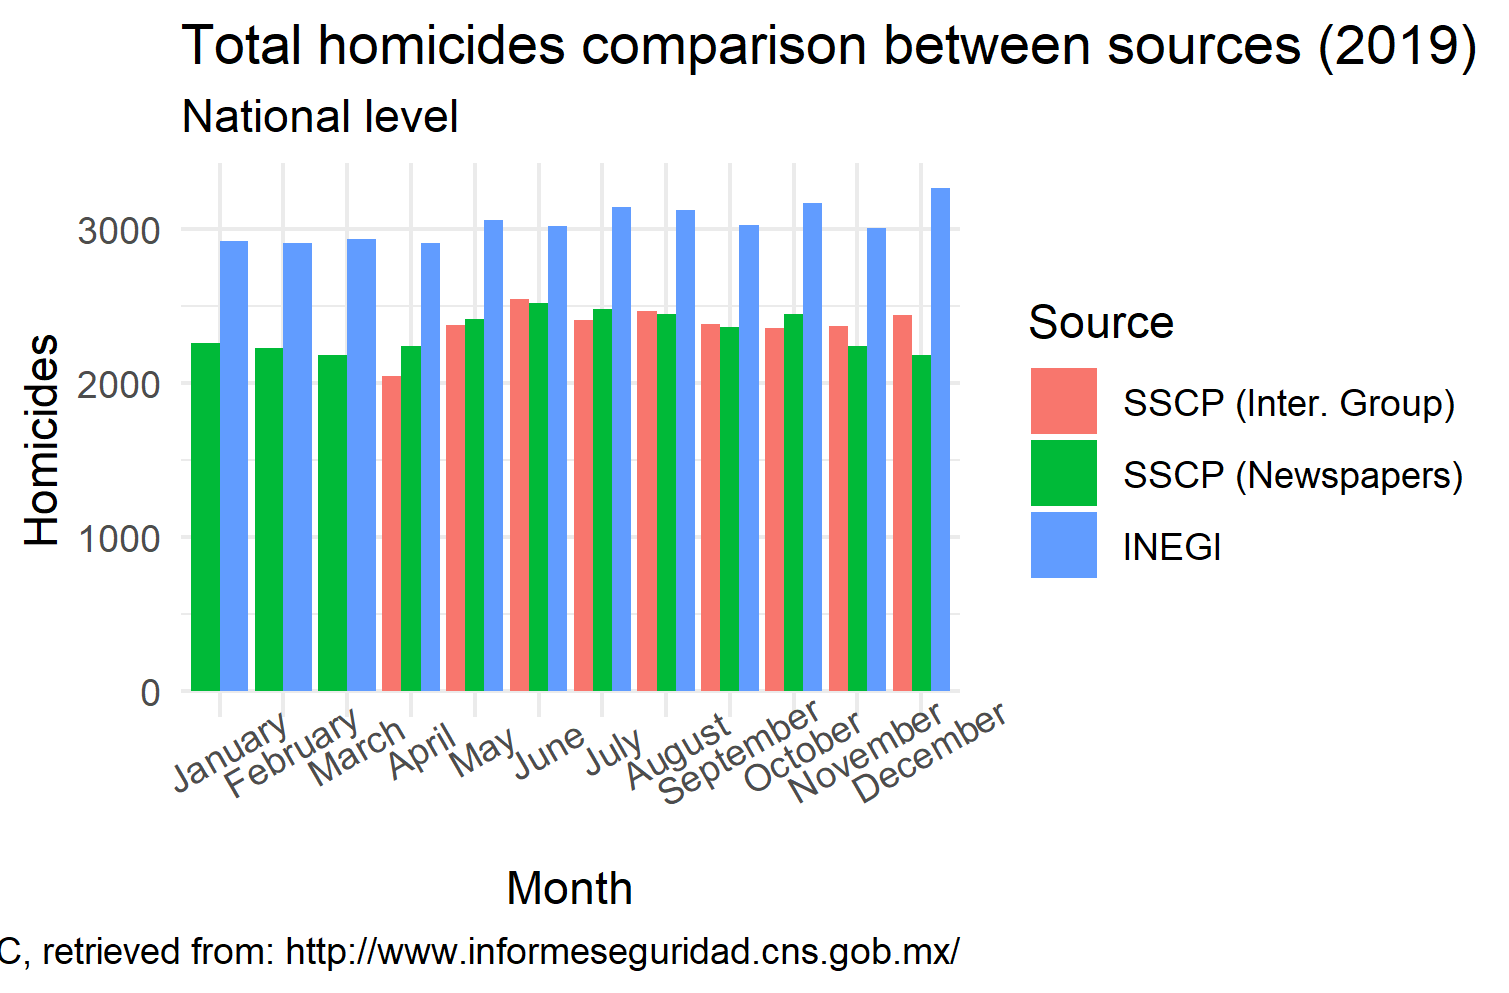 Total homicides comparison between sources (2019)
National level
Homicides
3000
2000
1000
0
January
February
March
April
May
June
July
August
September
October
November
December
Month
Source
SSCP (Inter. Group)
SSCP (Newspapers)
INEGI
C, retrieved from: http://www.informeseguridad.cns.gob.mx/